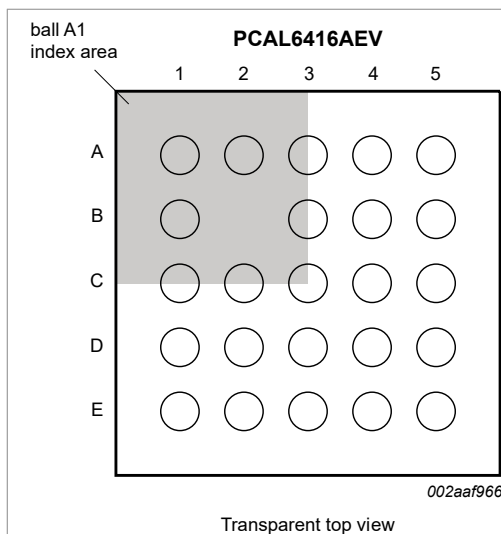 ball A1
index area
PCAL6416AEV
1 2 3 4 5
A
B
C
D
E
002aaf966
Transparent top view